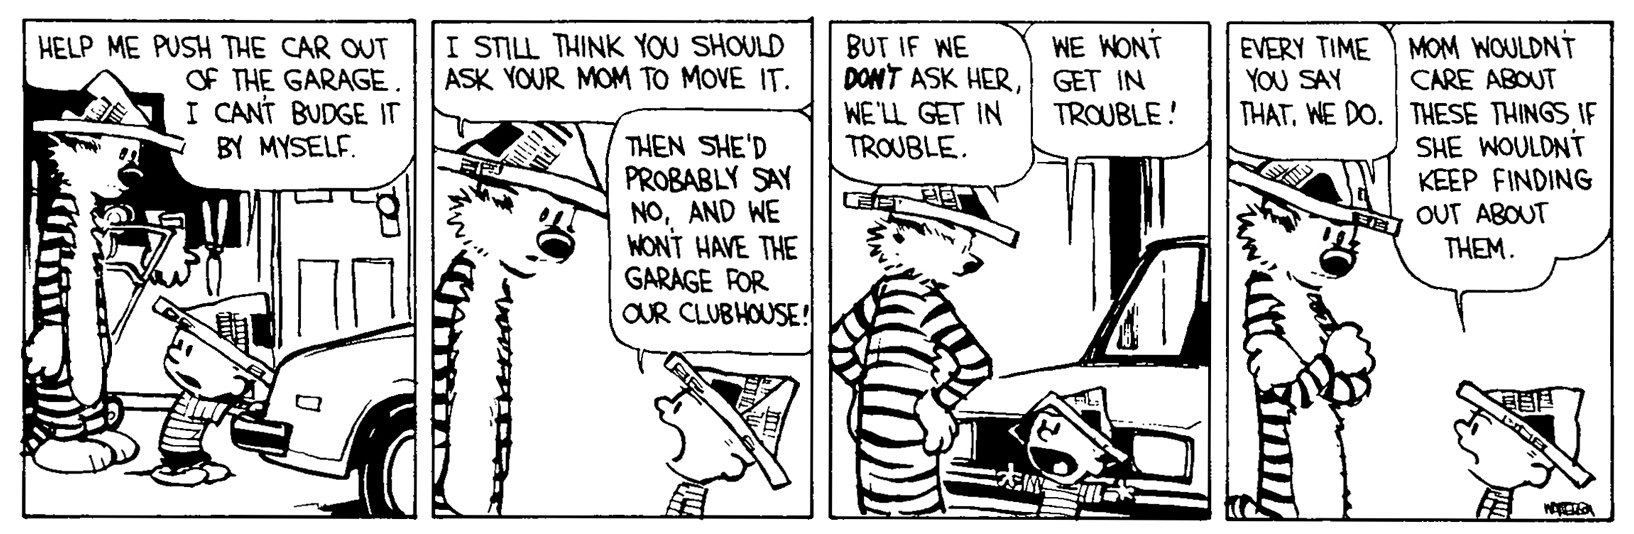 HELP ME PUSH THE CAR OUT
OF THE GARAGE.
I CAN'T BUDGE IT
BY MYSELF.
I STILL THINK YOU SHOULD
ASK YOUR MOM TO MOVE IT.
THEN SHE'D
PROBABLY SAY
NO, AND WE
WON'T HAVE THE
GARAGE FOR
OUR CLUBHOUSE!
BUT IF WE
DON'T ASK HER,
WE'LL GET IN
TROUBLE.
WE WON'T
GET IN
TROUBLE!
EVERY TIME
YOU SAY
THAT, WE DO.
MOM WOULDN'T
CARE ABOUT
THESE THINGS IF
SHE WOULDN'T
KEEP FINDING
OUT ABOUT
THEM.
WATTERSON